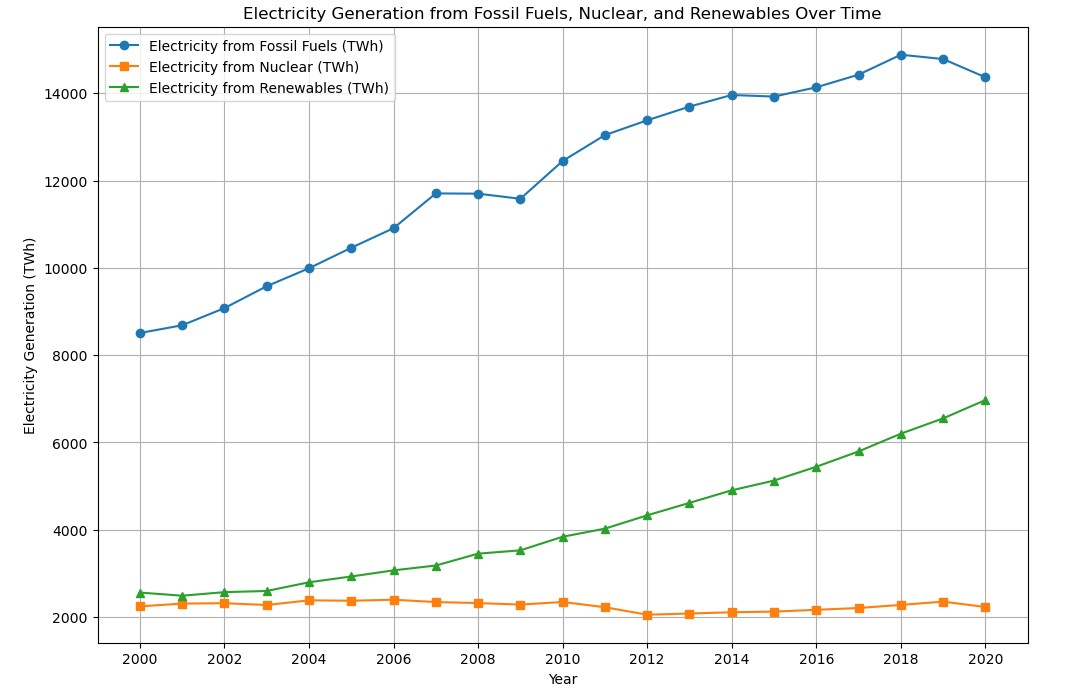 Electricity Generation from Fossil Fuels, Nuclear, and Renewables Over Time
Electricity from Fossil Fuels (TWh)
Electricity from Nuclear (TWh)
Electricity from Renewables (TWh)
14000
12000
10000
8000
6000
4000
2000
Electricity Generation (TWh)
2000 2002 2004 2006 2008 2010 2012 2014 2016 2018 2020
Year